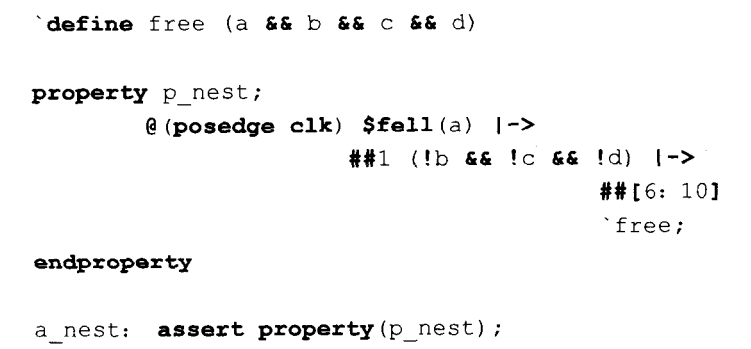 `define free (a && b && c && d)
property p_nest;
@(posedge clk) $fell(a) |->
##1 (!b && !c && !d) |->
##[6: 10]
`free;
endproperty
a_nest: assert property(p_nest);